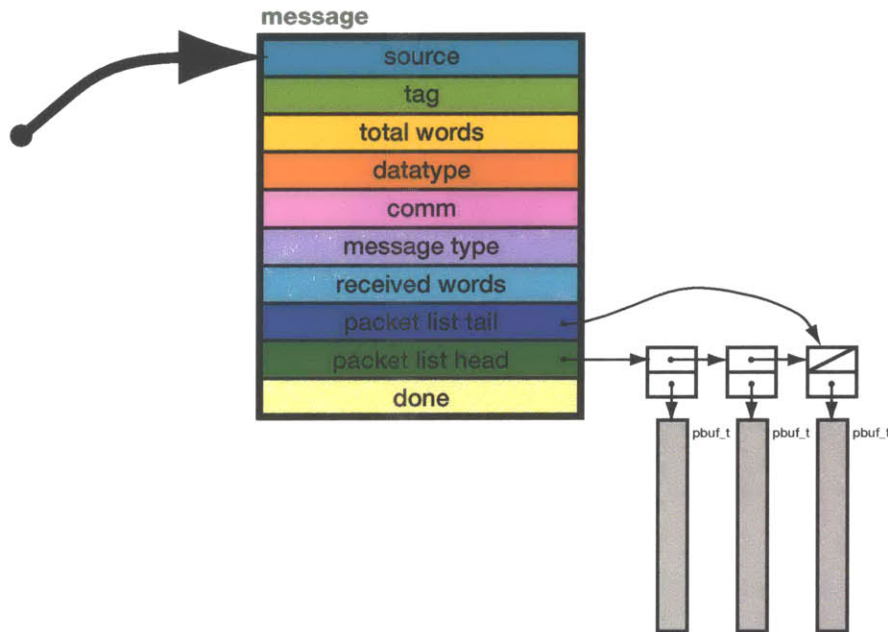 message
source
tag
total words
datatype
comm
message type
received words
packet list tail
packet list head
done
pbuf_t pbuf_t pbuf_t